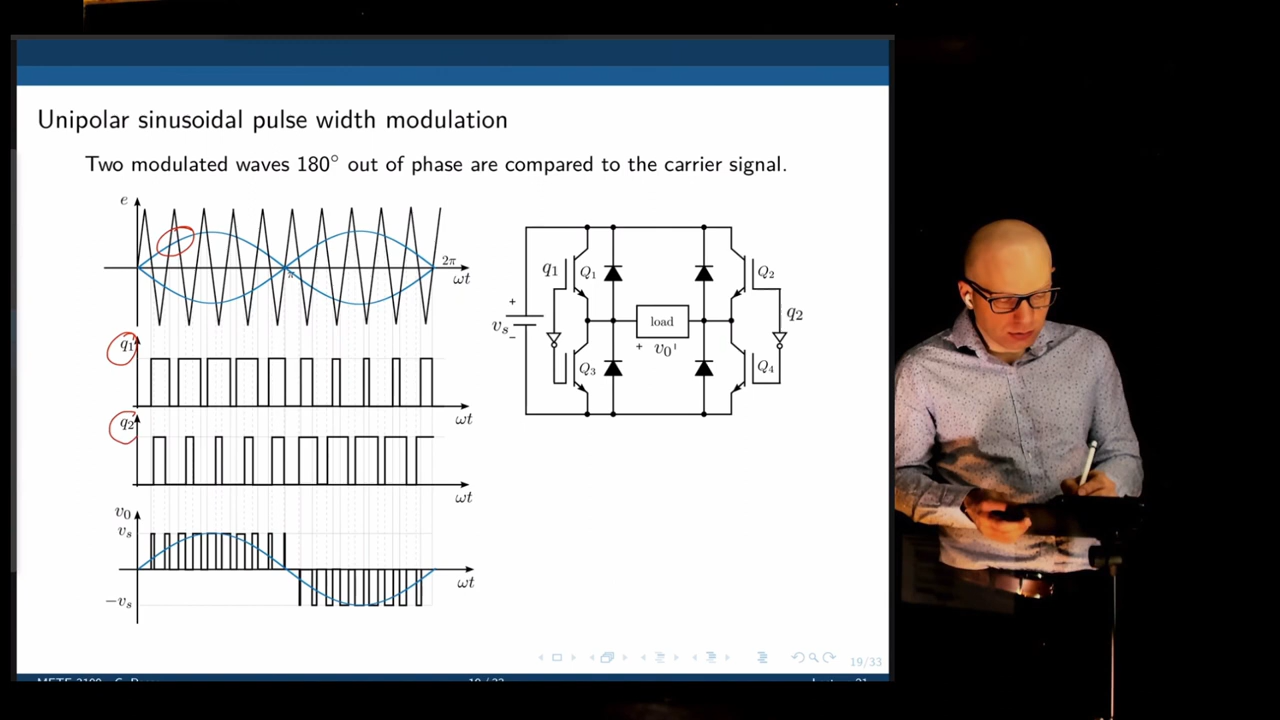 Unipolar sinusoidal pulse width modulation
Two modulated waves 180° out of phase are compared to the carrier signal.
e
2π
π
ωt
q₁
ωt
q₂
ωt
v₀
vₛ
−vₛ
ωt
q₁
Q₁
Q₂
q₂
+
vₛ
−
load
+ v₀
Q₃
Q₄
19/33